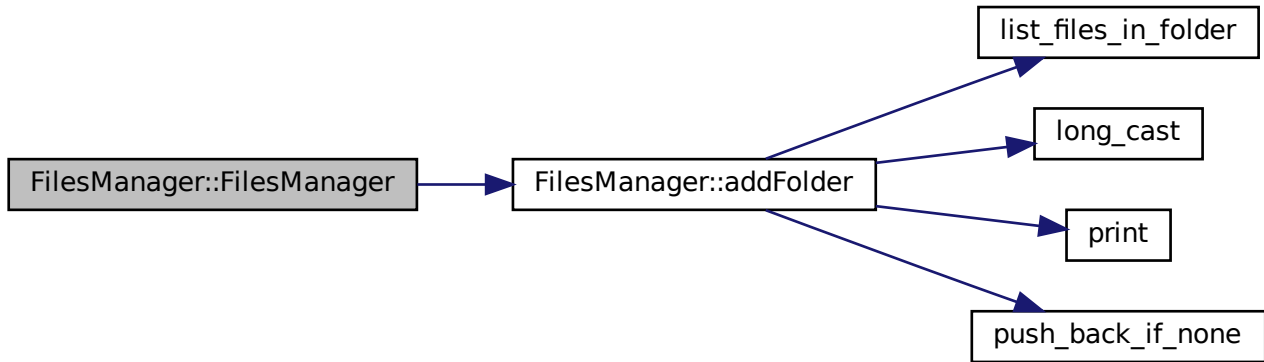 list_files_in_folder
long_cast
FilesManager::FilesManager
FilesManager::addFolder
print
push_back_if_none